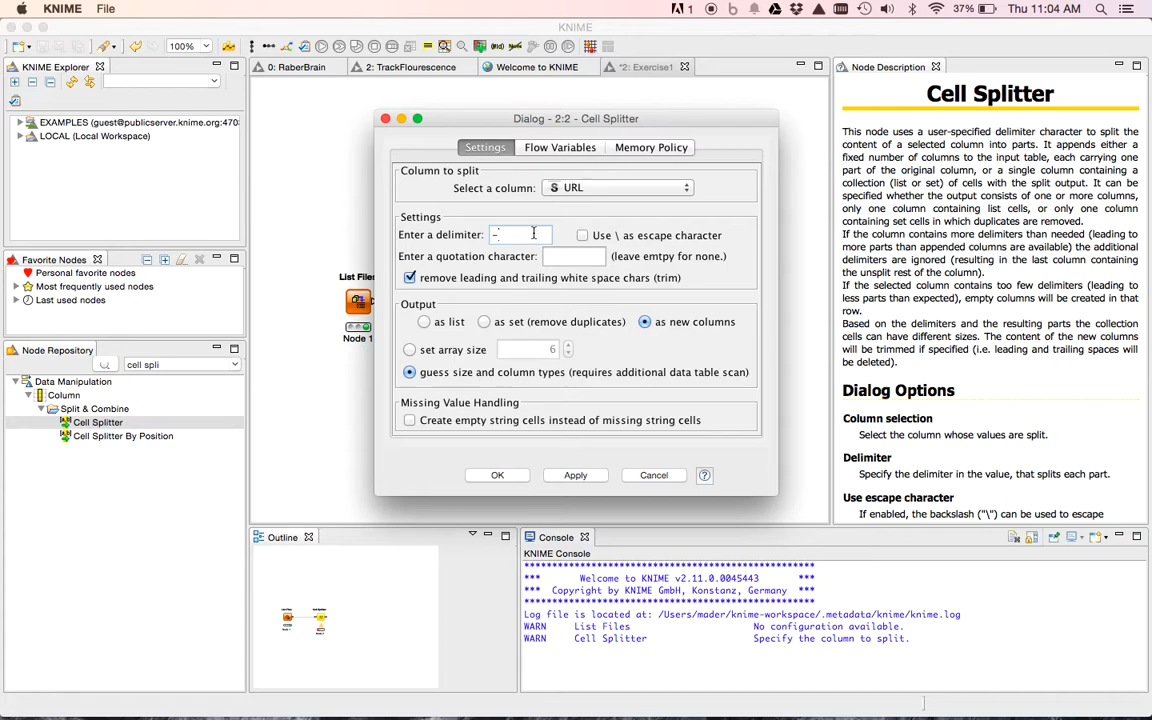 KNIME File
37% Thu 11:04 AM
KNIME
100%
KNIME Explorer
0: RaberBrain
2: TrackFlourescence
Welcome to KNIME
*2: Exercise1
EXAMPLES (guest@publicserver.knime.org:470
LOCAL (Local Workspace)
Favorite Nodes
Personal favorite nodes
Most frequently used nodes
Last used nodes
Node Repository
cell spli
Data Manipulation
Column
Split & Combine
Cell Splitter
Cell Splitter By Position
List Files
Node 1
Dialog - 2:2 - Cell Splitter
Settings Flow Variables Memory Policy
Column to split
Select a column: S URL
Settings
Enter a delimiter: - Use \ as escape character
Enter a quotation character: (leave emtpy for none.)
remove leading and trailing white space chars (trim)
Output
as list as set (remove duplicates) as new columns
set array size 6
guess size and column types (requires additional data table scan)
Missing Value Handling
Create empty string cells instead of missing string cells
OK Apply Cancel ?
Node Description
Cell Splitter
This node uses a user-specified delimiter character to split the
content of a selected column into parts. It appends either a
fixed number of columns to the input table, each carrying one
part of the original column, or a single column containing a
collection (list or set) of cells with the split output. It can be
specified whether the output consists of one or more columns,
only one column containing list cells, or only one column
containing set cells in which duplicates are removed.
If the column contains more delimiters than needed (leading to
more parts than appended columns are available) the additional
delimiters are ignored (resulting in the last column containing
the unsplit rest of the column).
If the selected column contains too few delimiters (leading to
less parts than expected), empty columns will be created in that
row.
Based on the delimiters and the resulting parts the collection
cells can have different sizes. The content of the new columns
will be trimmed if specified (i.e. leading and trailing spaces will
be deleted).
Dialog Options
Column selection
Select the column whose values are split.
Delimiter
Specify the delimiter in the value, that splits each part.
Use escape character
If enabled, the backslash ("\") can be used to escape
Outline
Console
KNIME Console
***********************************************************
*** Welcome to KNIME v2.11.0.0045443 ***
*** Copyright by KNIME GmbH, Konstanz, Germany ***
***********************************************************
Log file is located at: /Users/mader/knime-workspace/.metadata/knime/knime.log
WARN List Files No configuration available.
WARN Cell Splitter Specify the column to split.